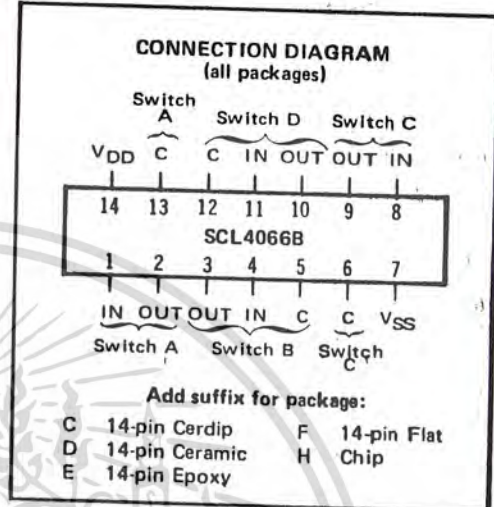 CONNECTION DIAGRAM
(all packages)
Switch
A
Switch D
Switch C
VDD C C IN OUT OUT IN
14 13 12 11 10 9 8
SCL4066B
1 2 3 4 5 6 7
IN OUT OUT IN C C VSS
Switch A Switch B Switch
C
Add suffix for package:
C 14-pin Cerdip F 14-pin Flat
D 14-pin Ceramic H Chip
E 14-pin Epoxy